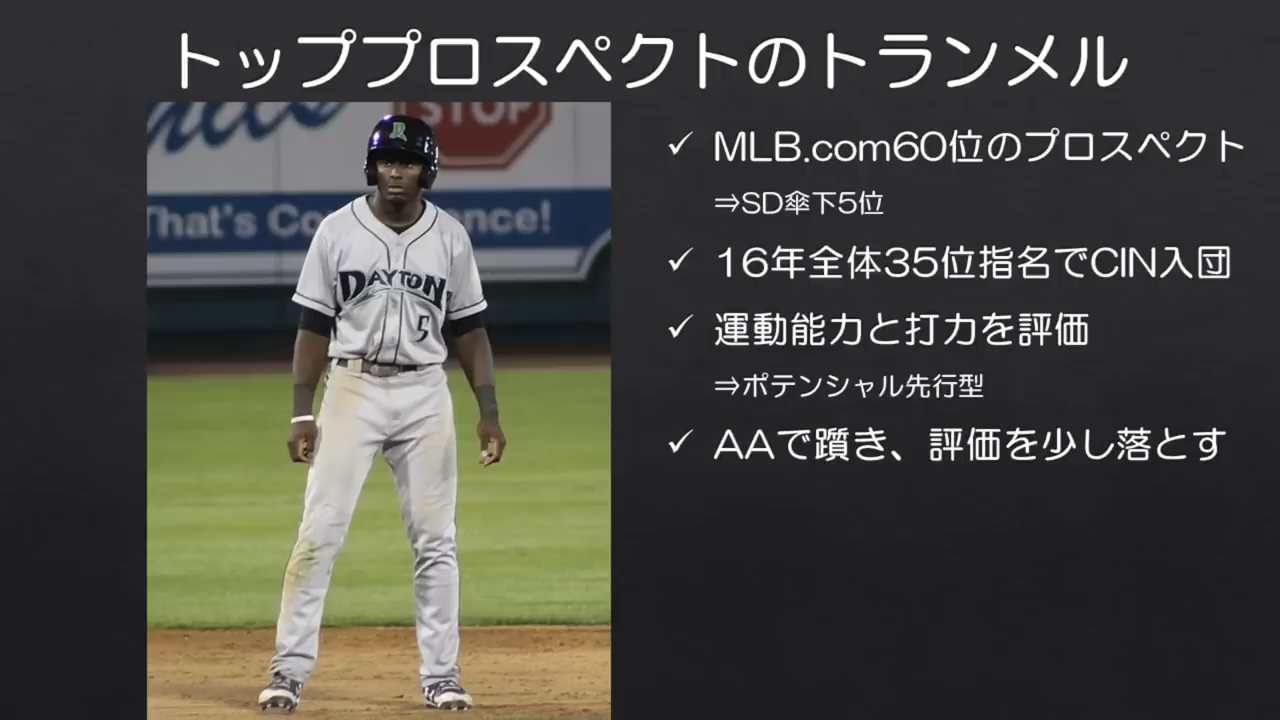 トッププロスペクトのトランメル
✓ MLB.com60位のプロスペクト
⇒SD傘下5位
✓ 16年全体35位指名でCIN入団
✓ 運動能力と打力を評価
⇒ポテンシャル先行型
✓ AAで躓き、評価を少し落とす
STOP
That's Co
nce!
R
DAYTON
5